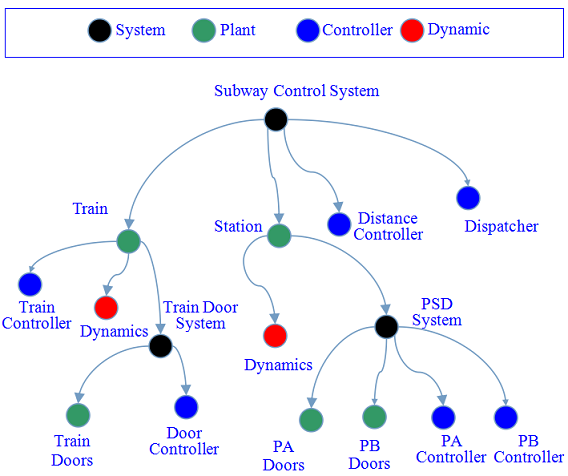 System Plant Controller Dynamic
Subway Control System
Train
Station
Distance
Controller
Dispatcher
Train
Controller
Dynamics
Train Door
System
Dynamics
PSD
System
Train
Doors
Door
Controller
PA
Doors
PB
Doors
PA
Controller
PB
Controller